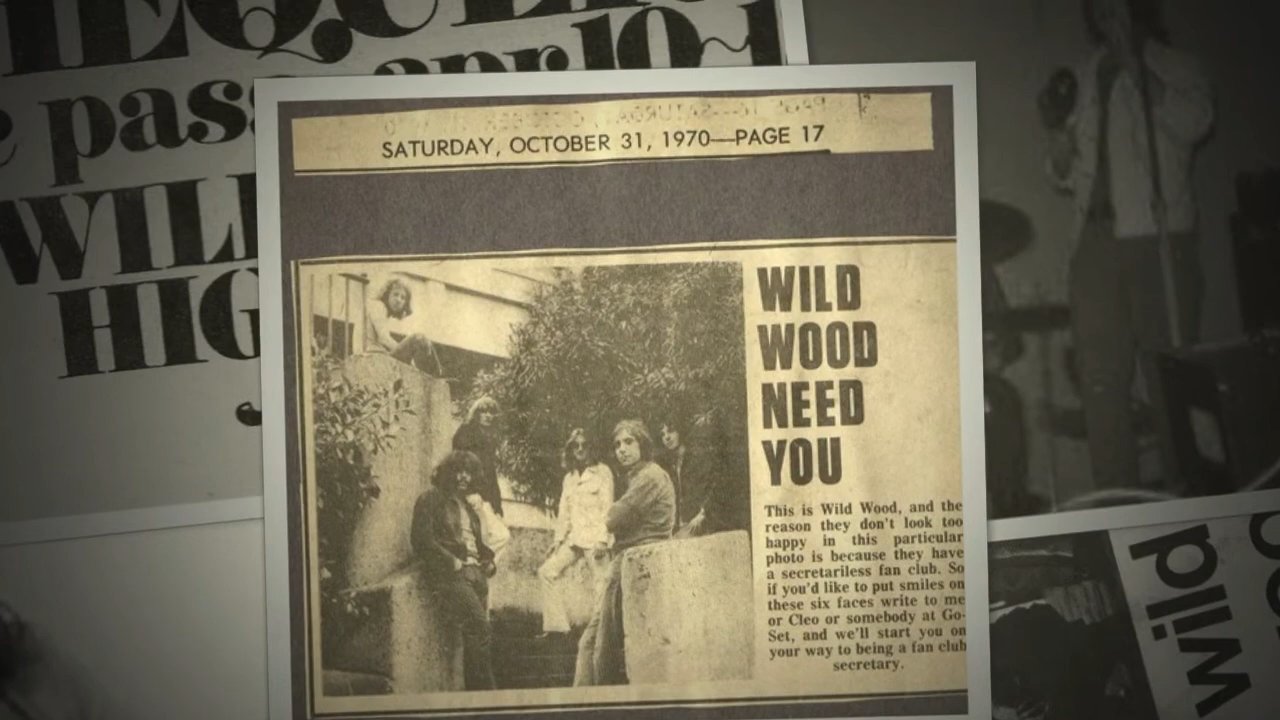 pass apr 10-1
WIL
HIG
SATURDAY, OCTOBER 31, 1970—PAGE 17
WILD
WOOD
NEED
YOU
This is Wild Wood, and the
reason they don't look too
happy in this particular
photo is because they have
a secretariless fan club. So
if you'd like to put smiles on
these six faces write to me
or Cleo or somebody at Go-
Set, and we'll start you on
your way to being a fan club
secretary.
wild